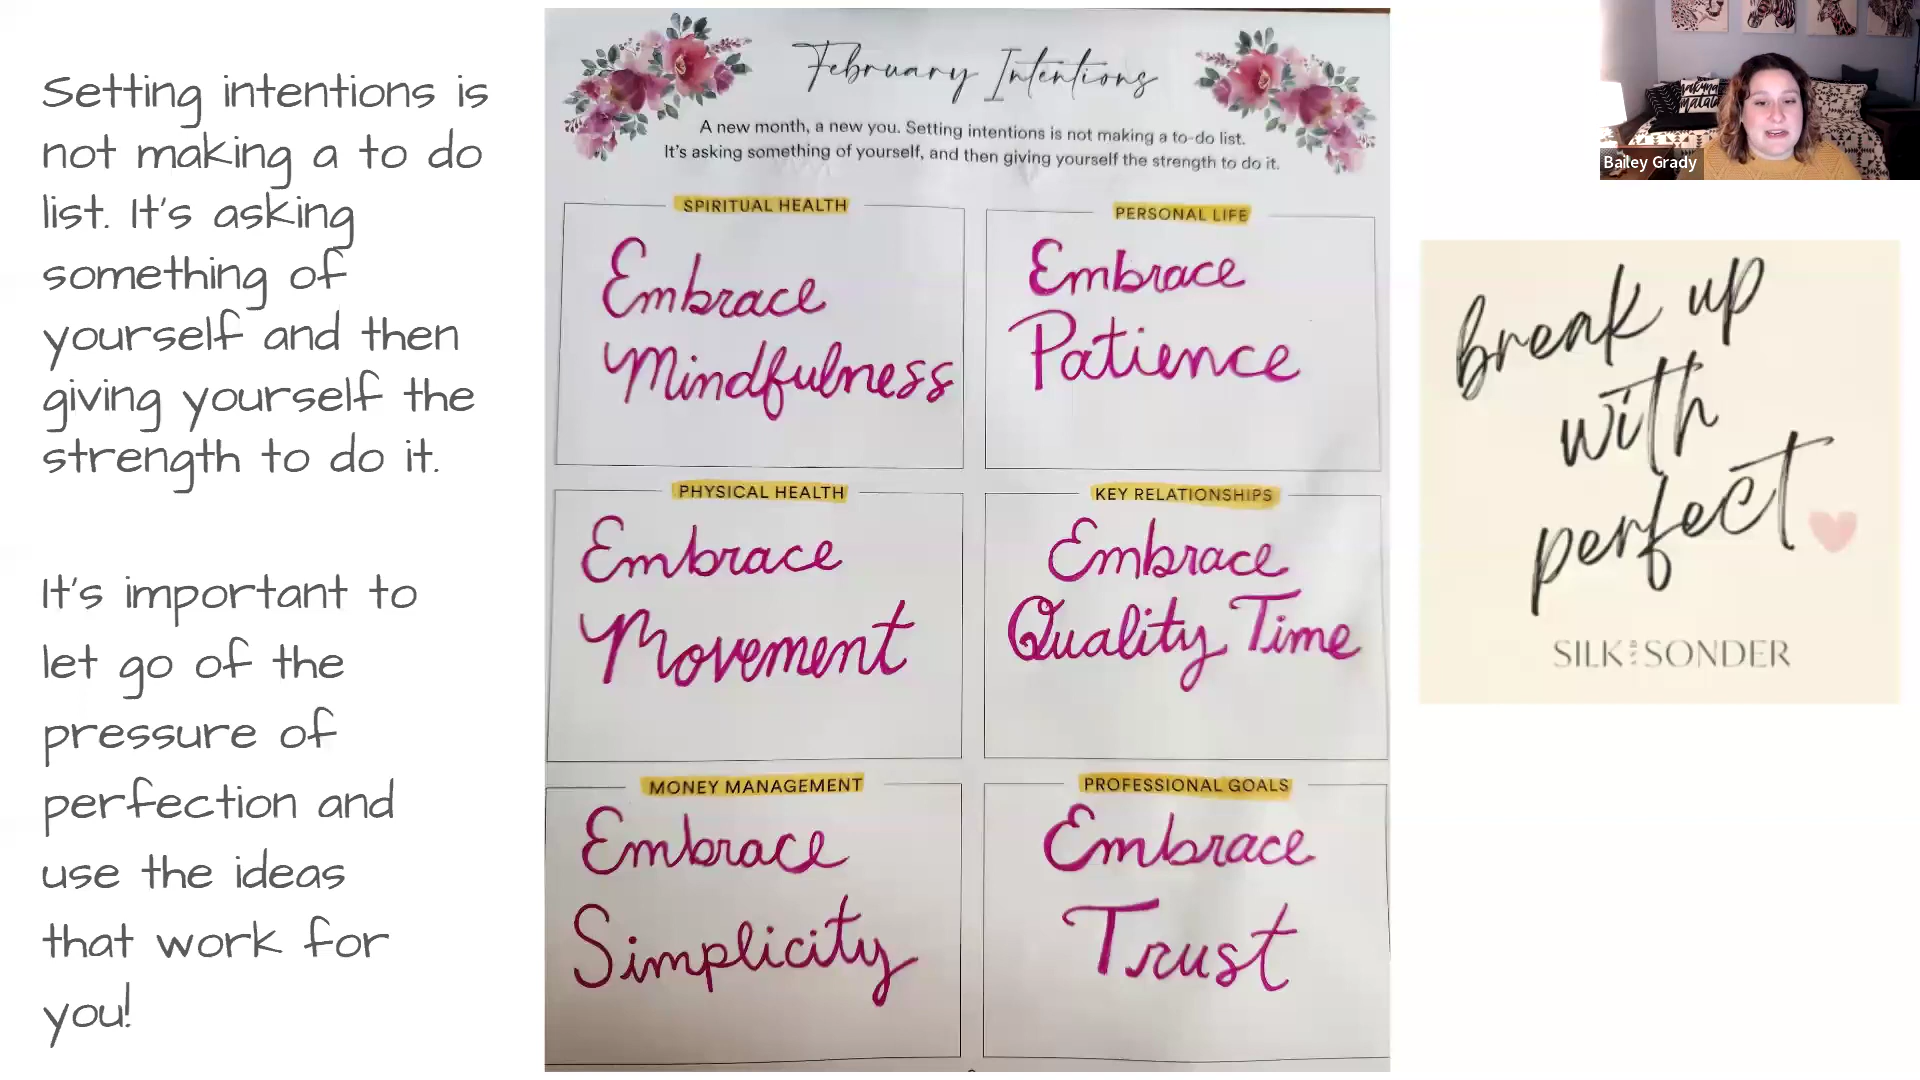 Setting intentions is
not making a to do
list. It's asking
something of
yourself and then
giving yourself the
strength to do it.
It's important to
let go of the
pressure of
perfection and
use the ideas
that work for
you!
February Intentions
A new month, a new you. Setting intentions is not making a to-do list.
It's asking something of yourself, and then giving yourself the strength to do it.
SPIRITUAL HEALTH
Embrace
Mindfulness
PERSONAL LIFE
Embrace
Patience
PHYSICAL HEALTH
Embrace
Movement
KEY RELATIONSHIPS
Embrace
Quality Time
MONEY MANAGEMENT
Embrace
Simplicity
PROFESSIONAL GOALS
Embrace
Trust
hakuna
matata
Bailey Grady
break up
with
perfect
SILK AND SONDER